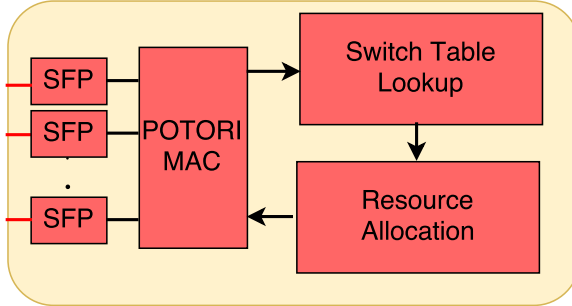 SFP
SFP
SFP
POTORI
MAC
Switch Table
Lookup
Resource
Allocation